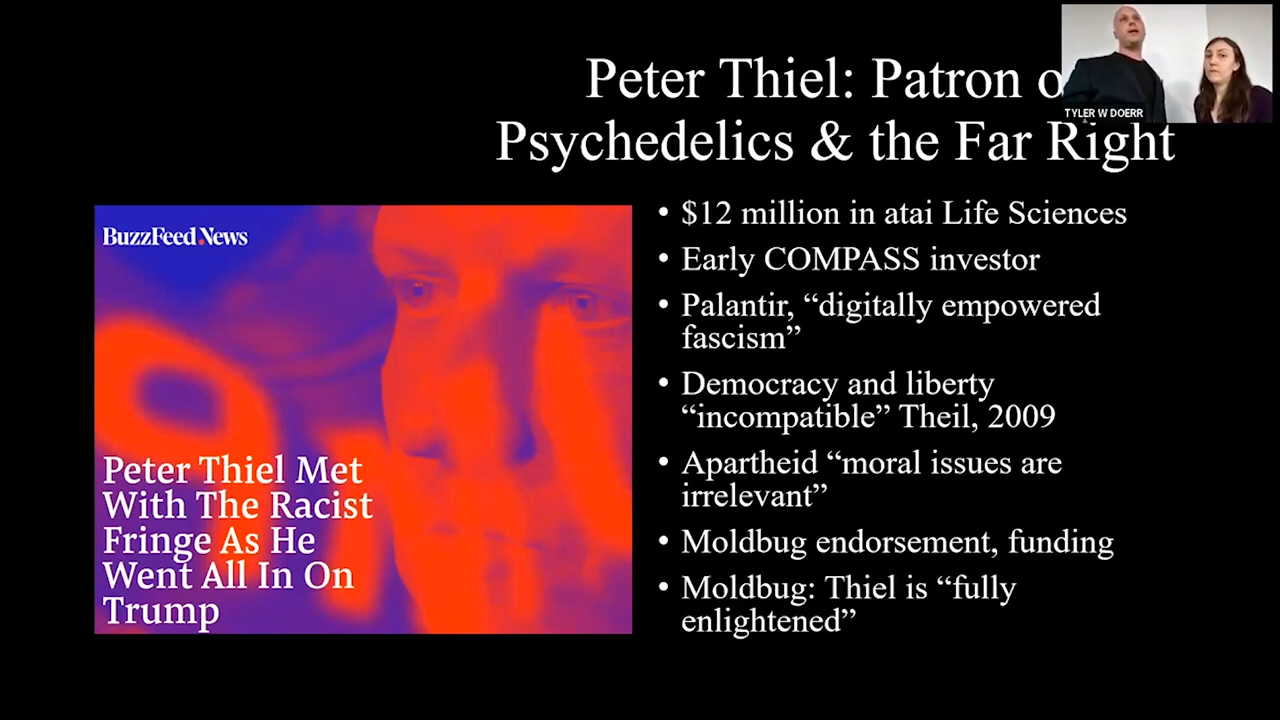 Peter Thiel: Patron
Psychedelics & the Far Right
TYLER W DOERR
BuzzFeed.News
Peter Thiel Met
With The Racist
Fringe As He
Went All In On
Trump
• $12 million in atai Life Sciences
• Early COMPASS investor
• Palantir, “digitally empowered
fascism”
• Democracy and liberty
“incompatible” Theil, 2009
• Apartheid “moral issues are
irrelevant”
• Moldbug endorsement, funding
• Moldbug: Thiel is “fully
enlightened”